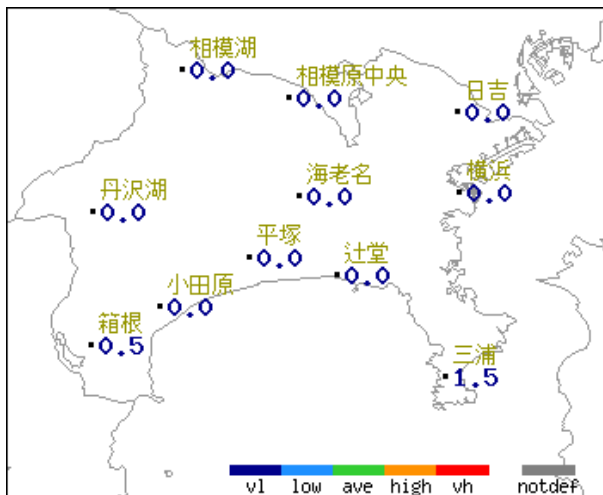 相模湖
0.0
相模原中央
0.0
日吉
0.0
丹沢湖
0.0
海老名
0.0
横浜
0.0
平塚
0.0
辻堂
0.0
小田原
0.0
箱根
0.5
三浦
1.5
vl low ave high vh notdef